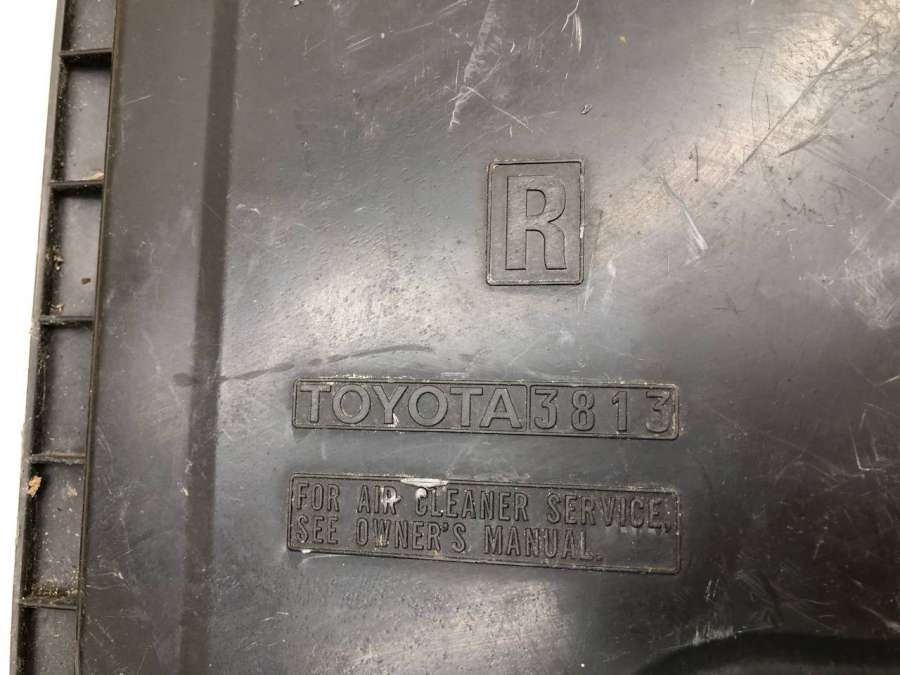 R
TOYOTA 3813
FOR AIR CLEANER SERVICE,
SEE OWNER'S MANUAL.